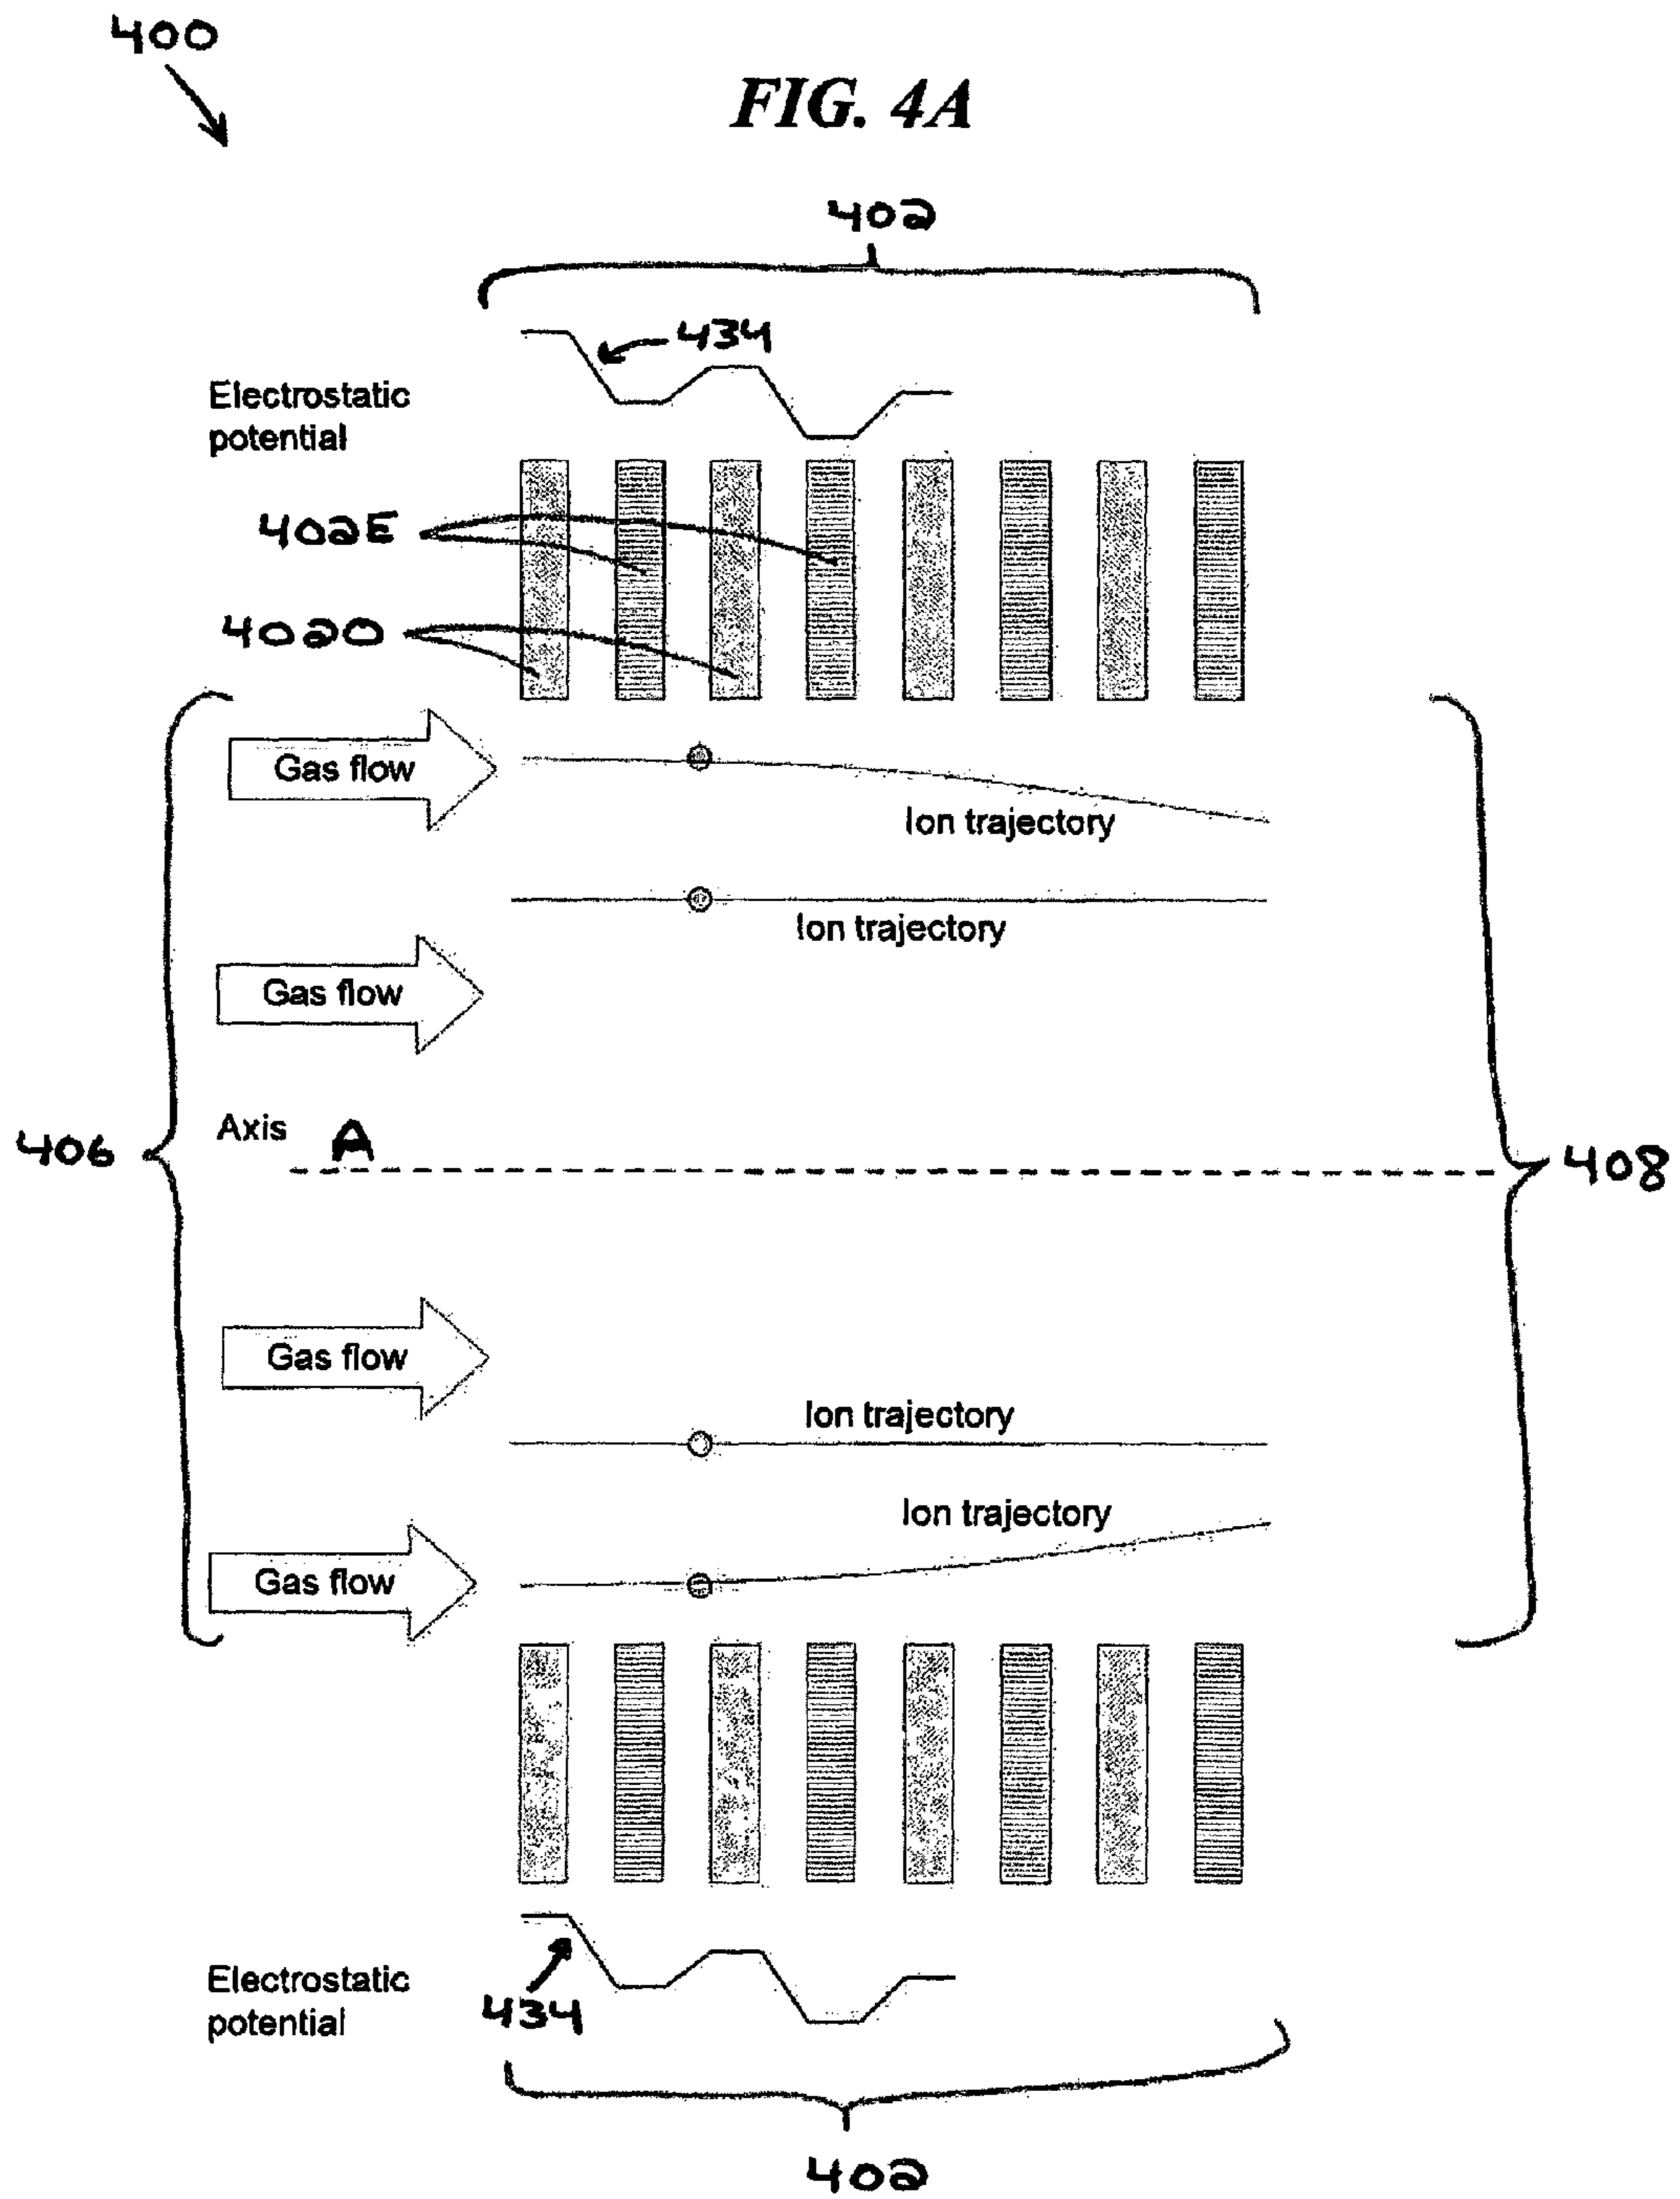 400
FIG. 4A
402
434
Electrostatic
potential
402E
402O
Gas flow
Ion trajectory
Ion trajectory
Gas flow
Axis A
406
408
Gas flow
Ion trajectory
Ion trajectory
Gas flow
Electrostatic
potential
434
402